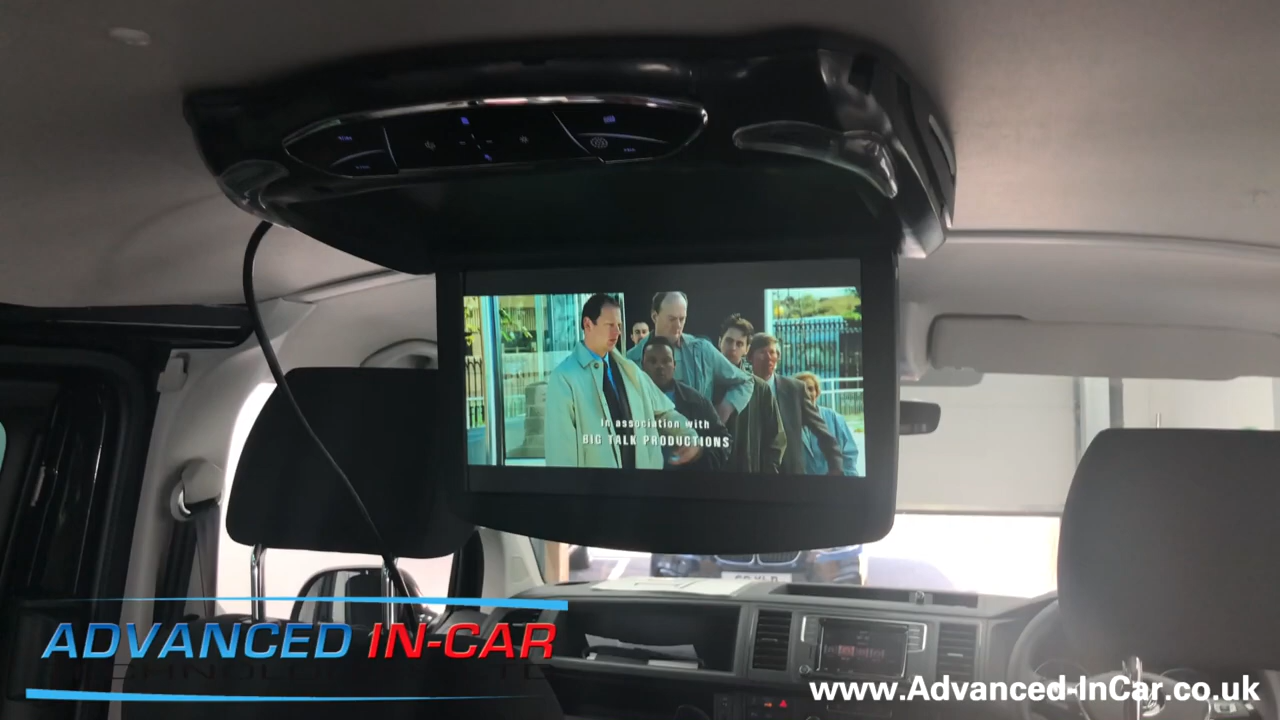 In association with
BIG TALK PRODUCTIONS
ADVANCED IN-CAR
www.Advanced-InCar.co.uk